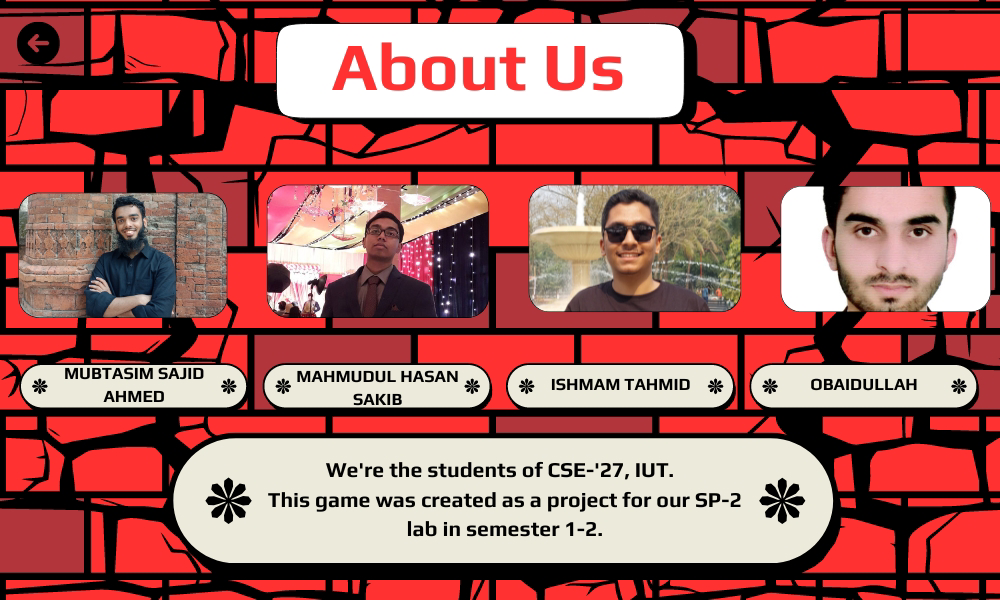 About Us
MUBTASIM SAJID
AHMED
MAHMUDUL HASAN
SAKIB
ISHMAM TAHMID
OBAIDULLAH
We're the students of CSE-'27, IUT.
This game was created as a project for our SP-2
lab in semester 1-2.